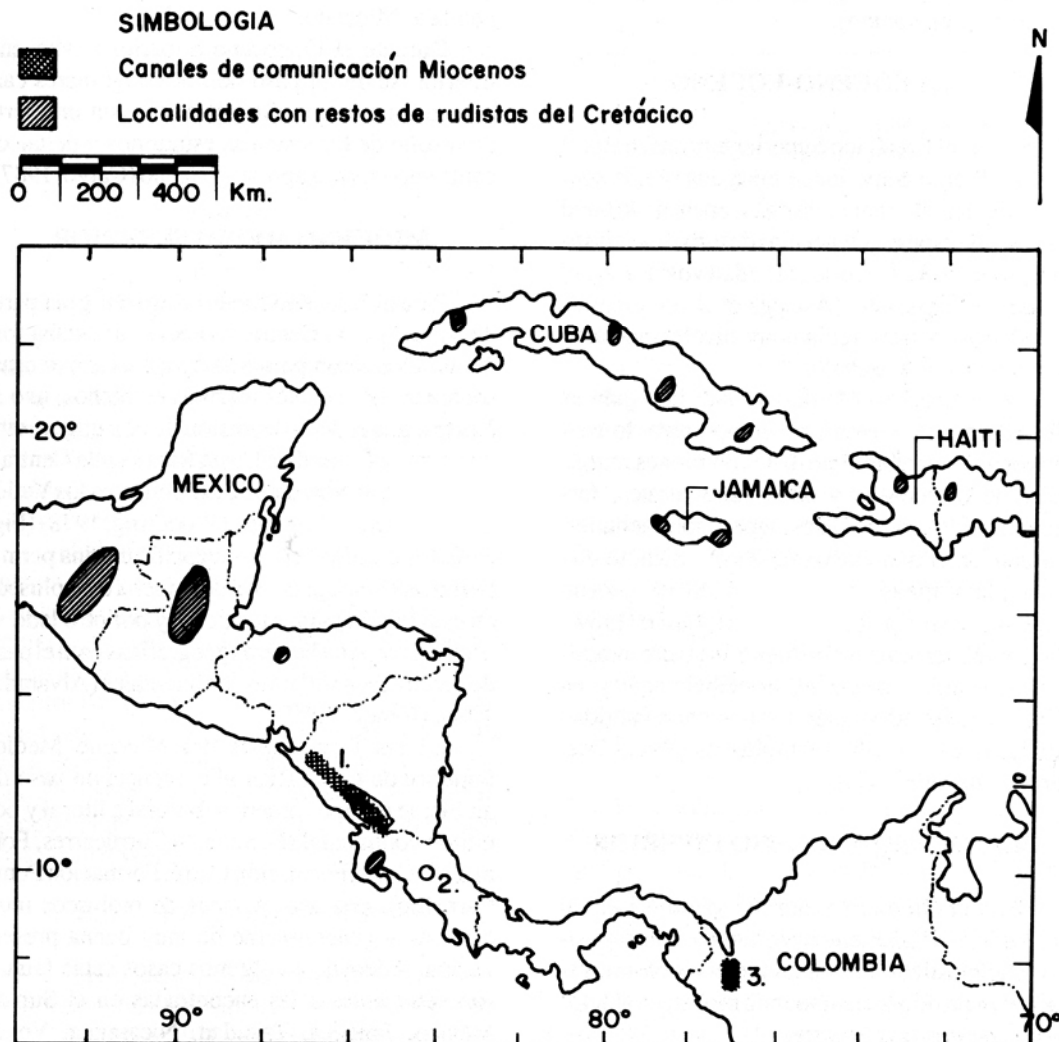 SIMBOLOGIA
Canales de comunicación Miocenos
Localidades con restos de rudistas del Cretácico
0 200 400 Km.
N
CUBA
20°
HAITI
MEXICO
JAMAICA
1.
10°
2.
COLOMBIA
3.
90° 80° 70°